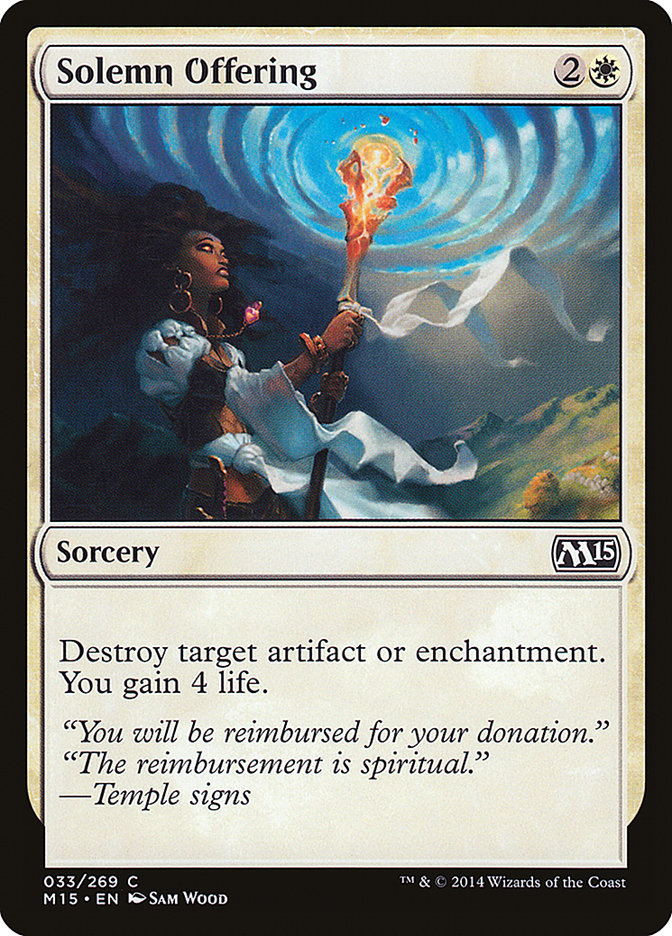 Solemn Offering 2
Sorcery M15
Destroy target artifact or enchantment.
You gain 4 life.
“You will be reimbursed for your donation.”
“The reimbursement is spiritual.”
—Temple signs
033/269 C
M15 • EN Sam Wood
™ & © 2014 Wizards of the Coast